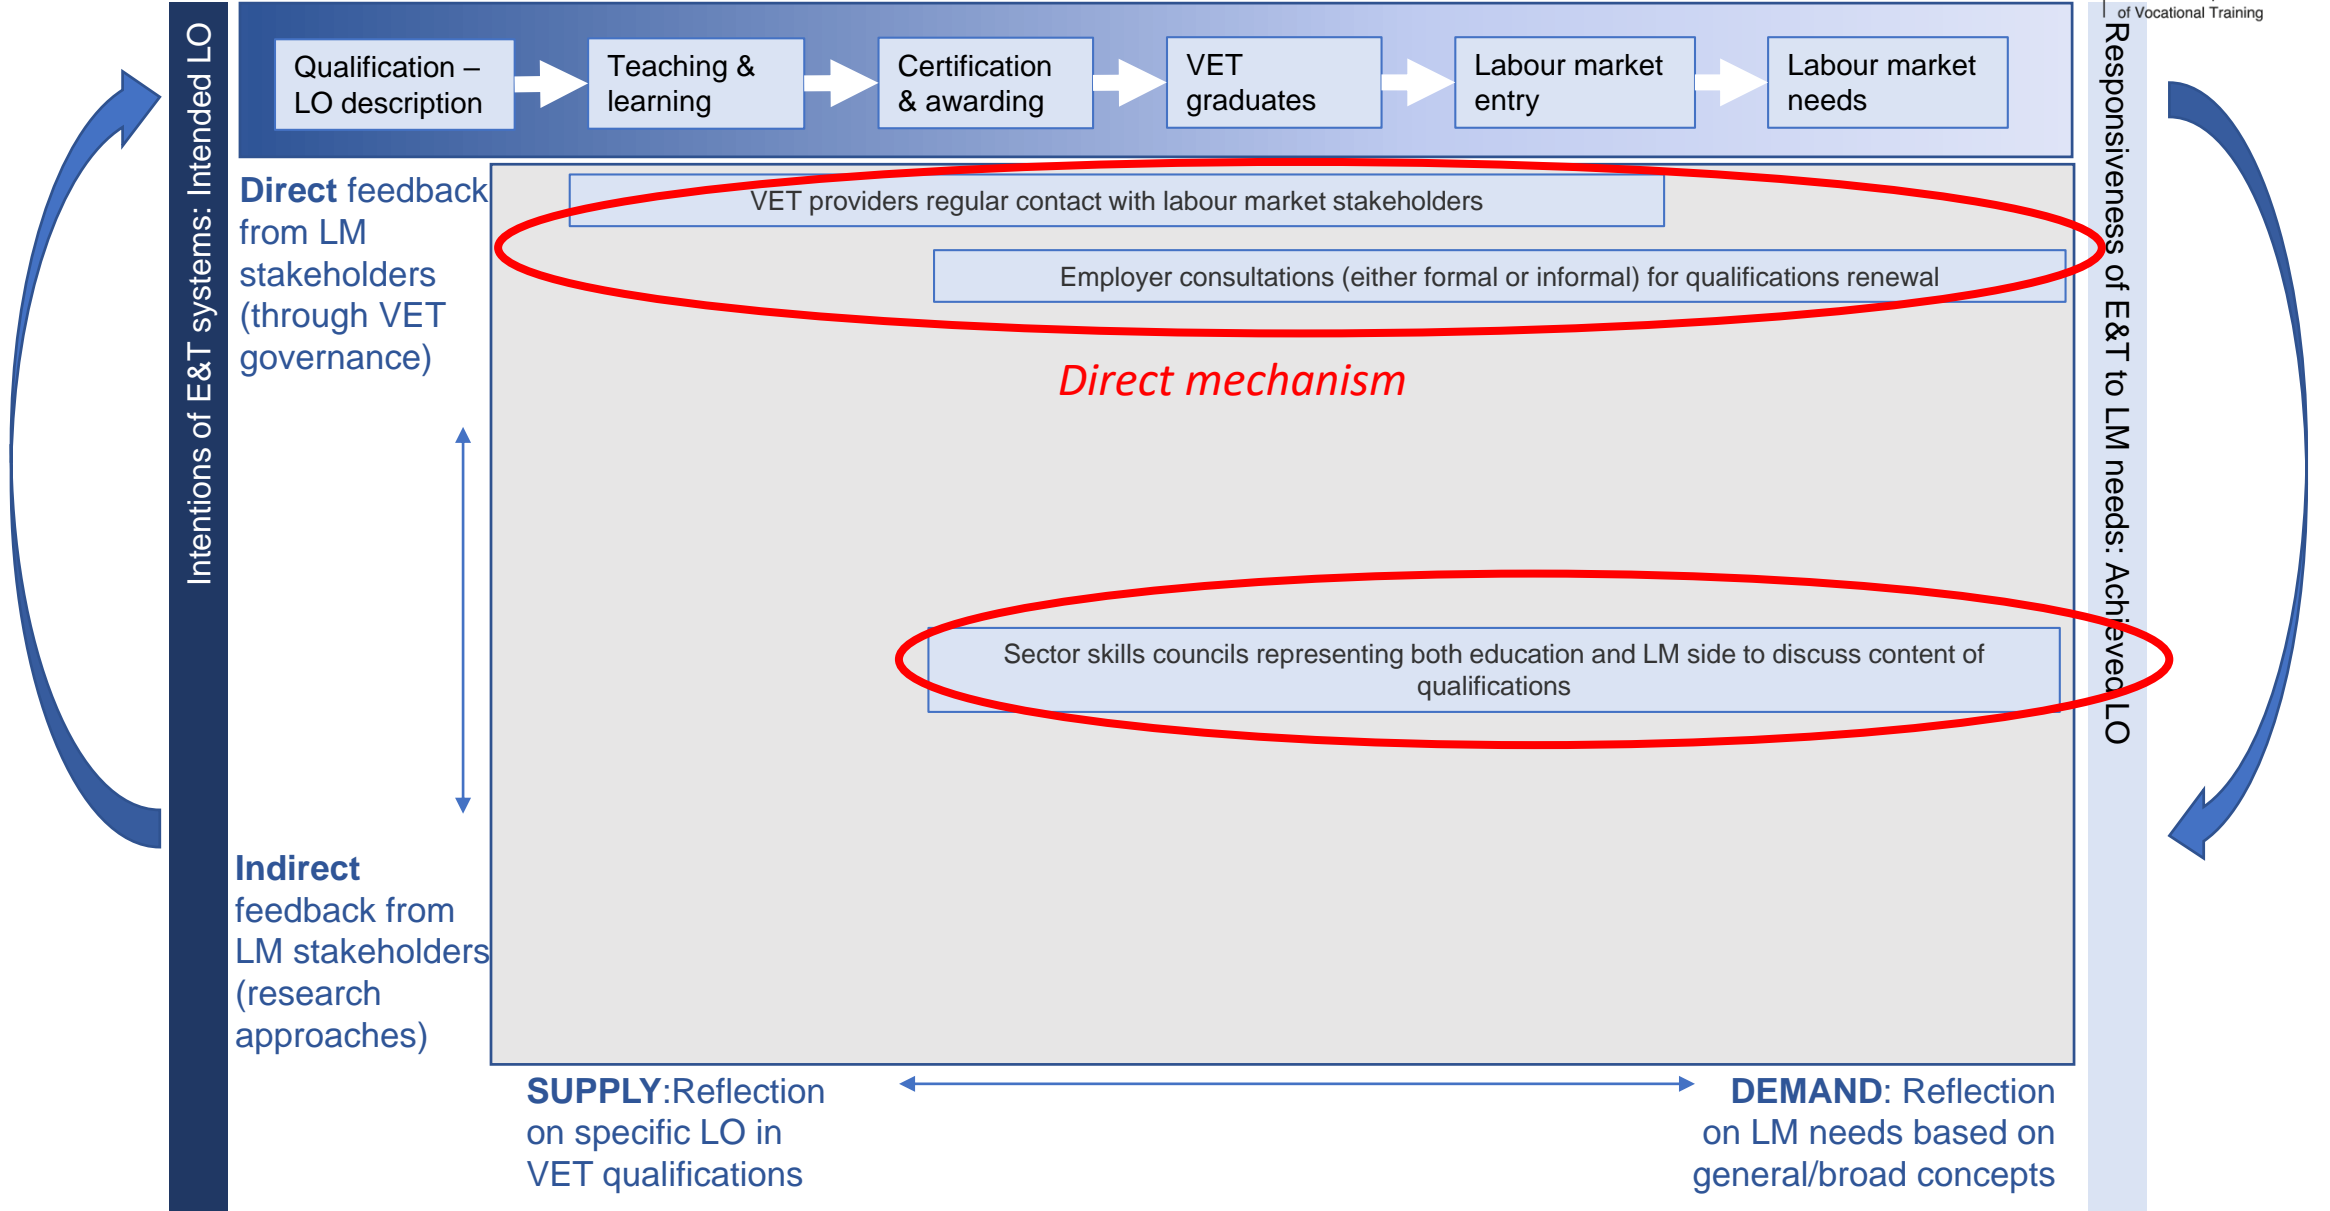 of Vocational Training
Intentions of E&T systems: Intended LO
Qualification –
LO description
Teaching &
learning
Certification
& awarding
VET
graduates
Labour market
entry
Labour market
needs
Responsiveness of E&T to LM needs: Achieved LO
Direct feedback
from LM
stakeholders
(through VET
governance)
VET providers regular contact with labour market stakeholders
Employer consultations (either formal or informal) for qualifications renewal
Direct mechanism
Sector skills councils representing both education and LM side to discuss content of
qualifications
Indirect
feedback from
LM stakeholders
(research
approaches)
SUPPLY:Reflection
on specific LO in
VET qualifications
DEMAND: Reflection
on LM needs based on
general/broad concepts